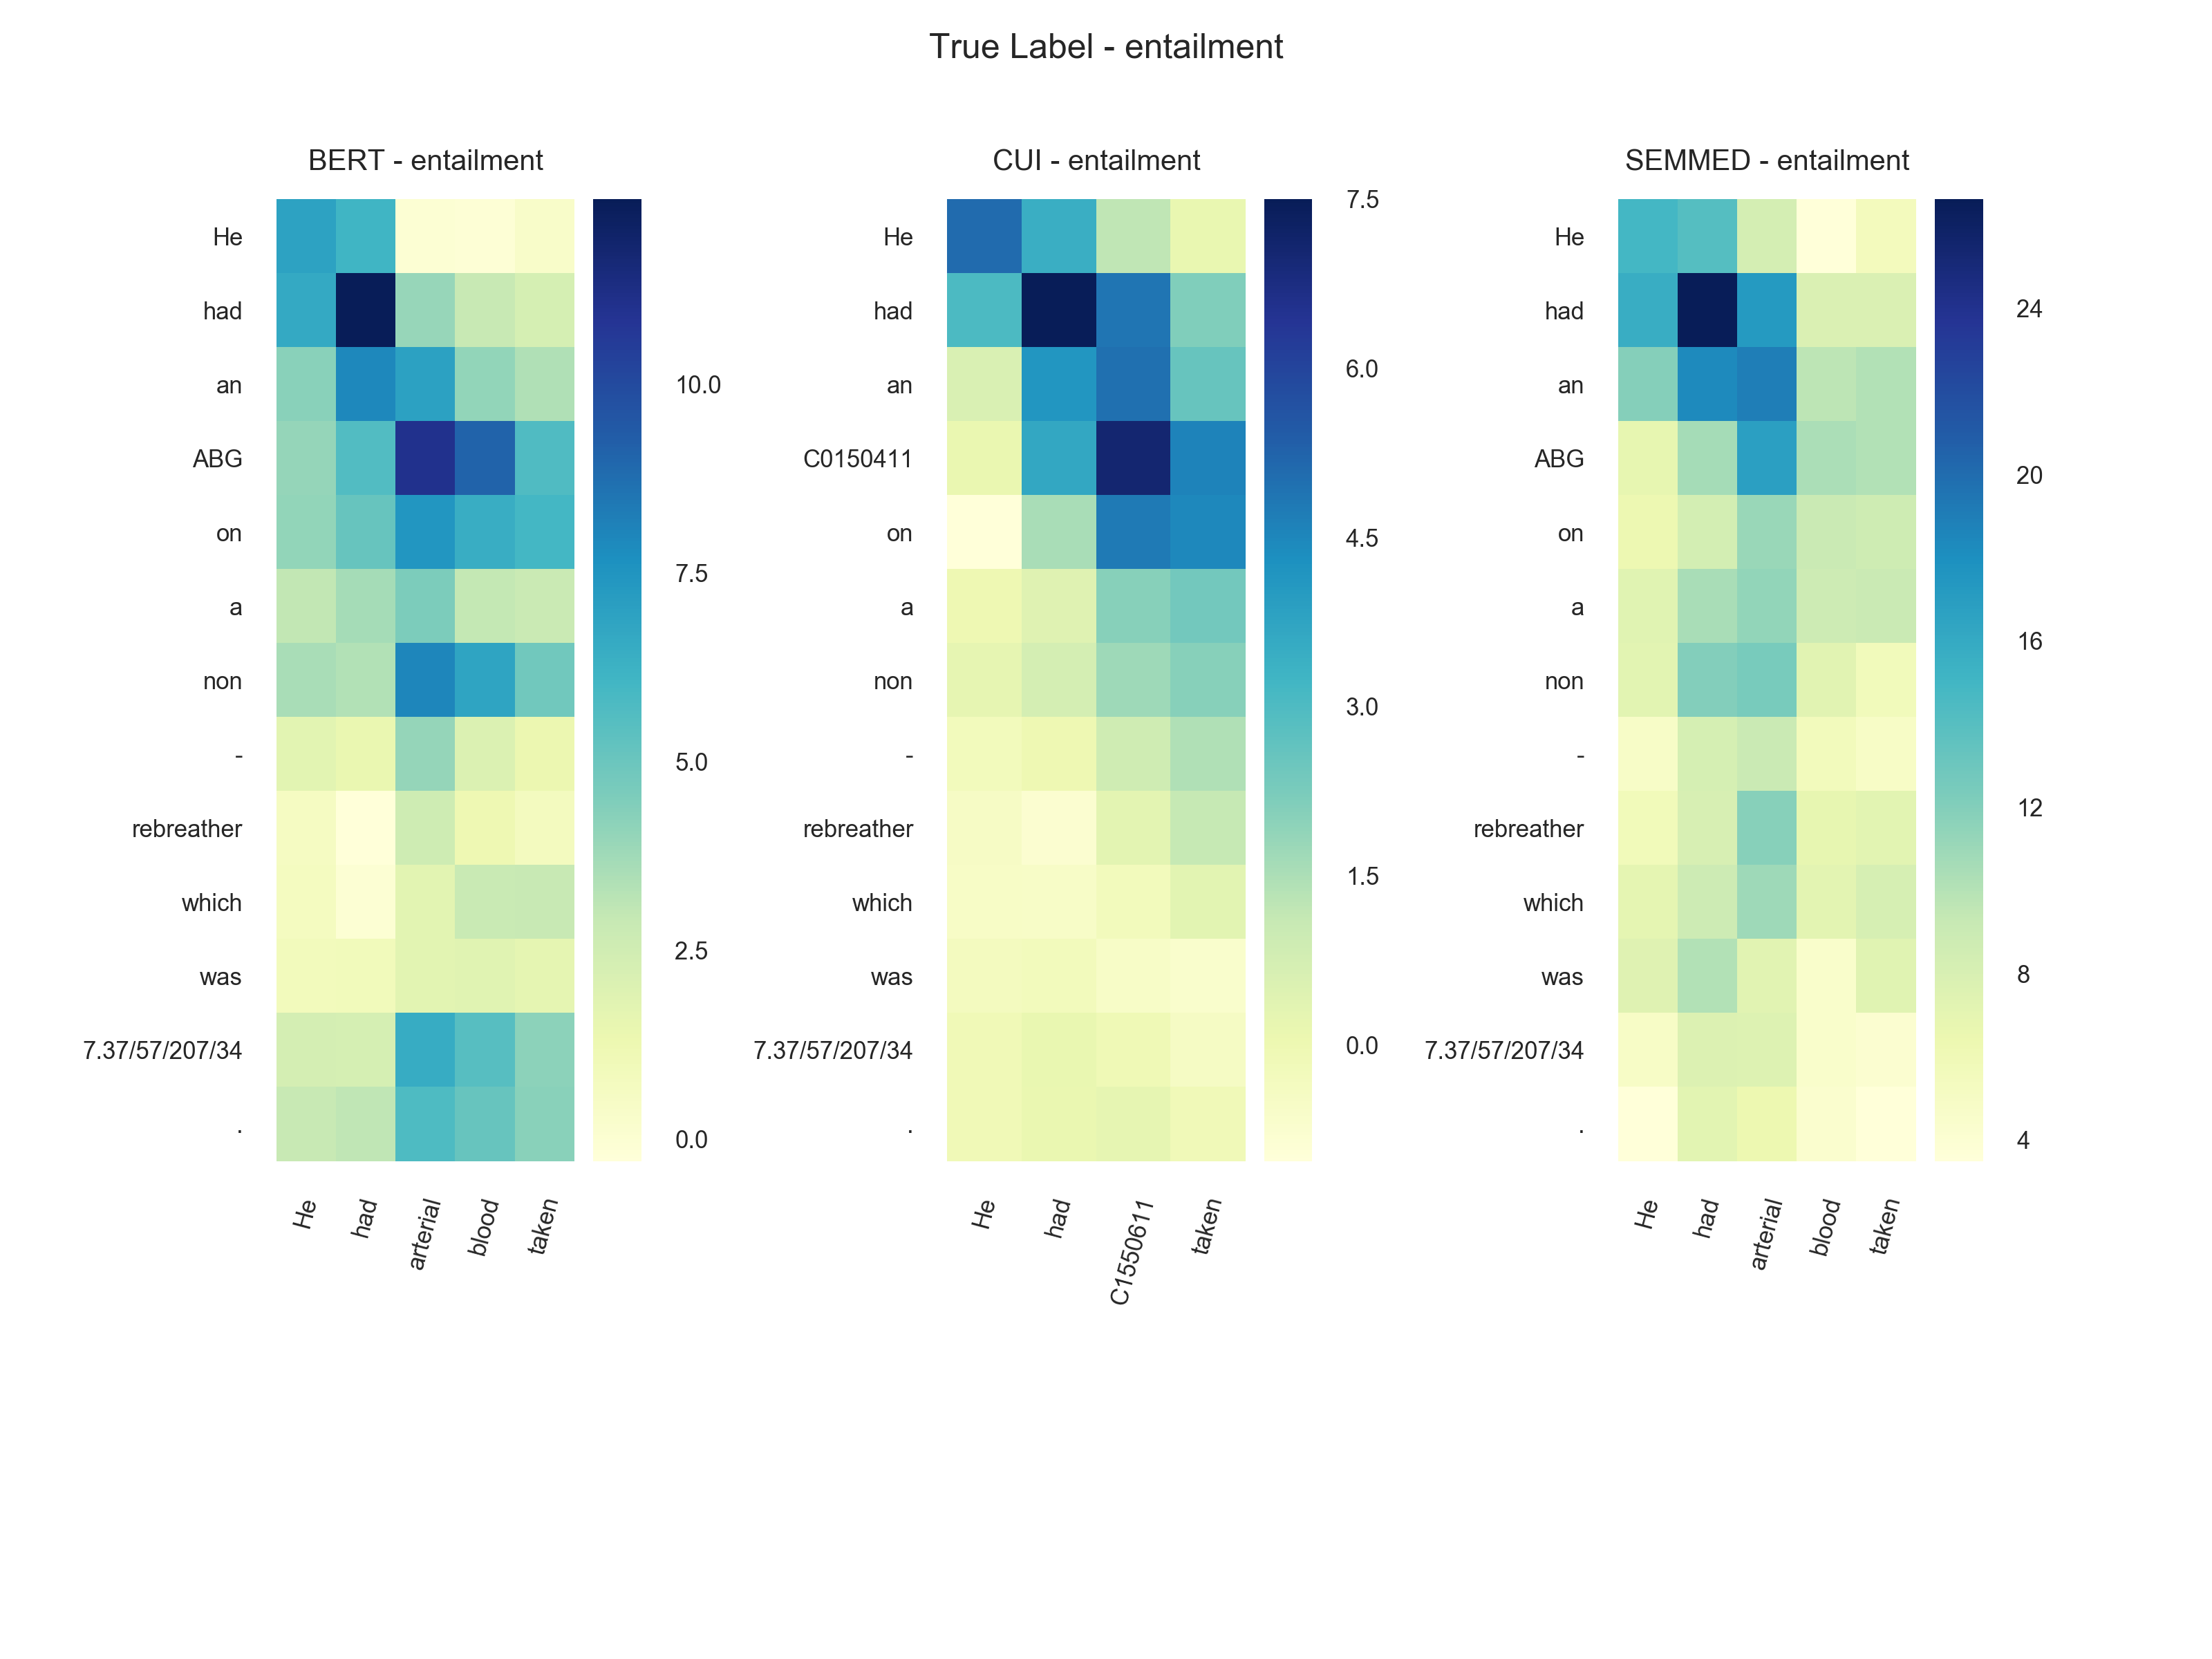 True Label - entailment
BERT - entailment
He
had
an
ABG
on
a
non
-
rebreather
which
was
7.37/57/207/34
.
He
had
arterial
blood
taken
10.0
7.5
5.0
2.5
0.0
CUI - entailment
He
had
an
C0150411
on
a
non
-
rebreather
which
was
7.37/57/207/34
.
He
had
C1550611
taken
7.5
6.0
4.5
3.0
1.5
0.0
SEMMED - entailment
He
had
an
ABG
on
a
non
-
rebreather
which
was
7.37/57/207/34
.
He
had
arterial
blood
taken
24
20
16
12
8
4